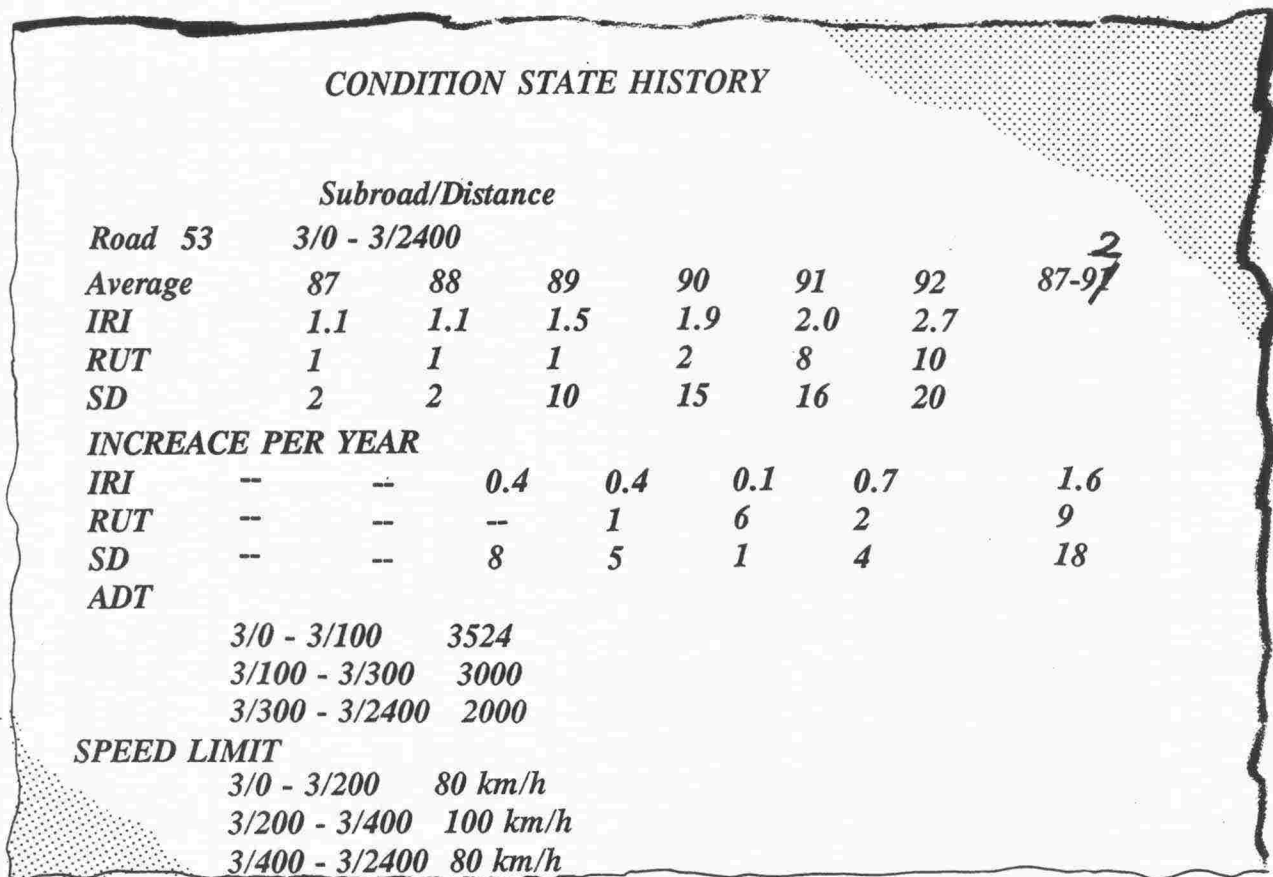 CONDITION STATE HISTORY
Subroad/Distance
Road 53 3/0 - 3/2400
Average 87 88 89 90 91 92 87-92
IRI 1.1 1.1 1.5 1.9 2.0 2.7
RUT 1 1 1 2 8 10
SD 2 2 10 15 16 20
INCREACE PER YEAR
IRI -- -- 0.4 0.4 0.1 0.7 1.6
RUT -- -- -- 1 6 2 9
SD -- -- 8 5 1 4 18
ADT
3/0 - 3/100 3524
3/100 - 3/300 3000
3/300 - 3/2400 2000
SPEED LIMIT
3/0 - 3/200 80 km/h
3/200 - 3/400 100 km/h
3/400 - 3/2400 80 km/h